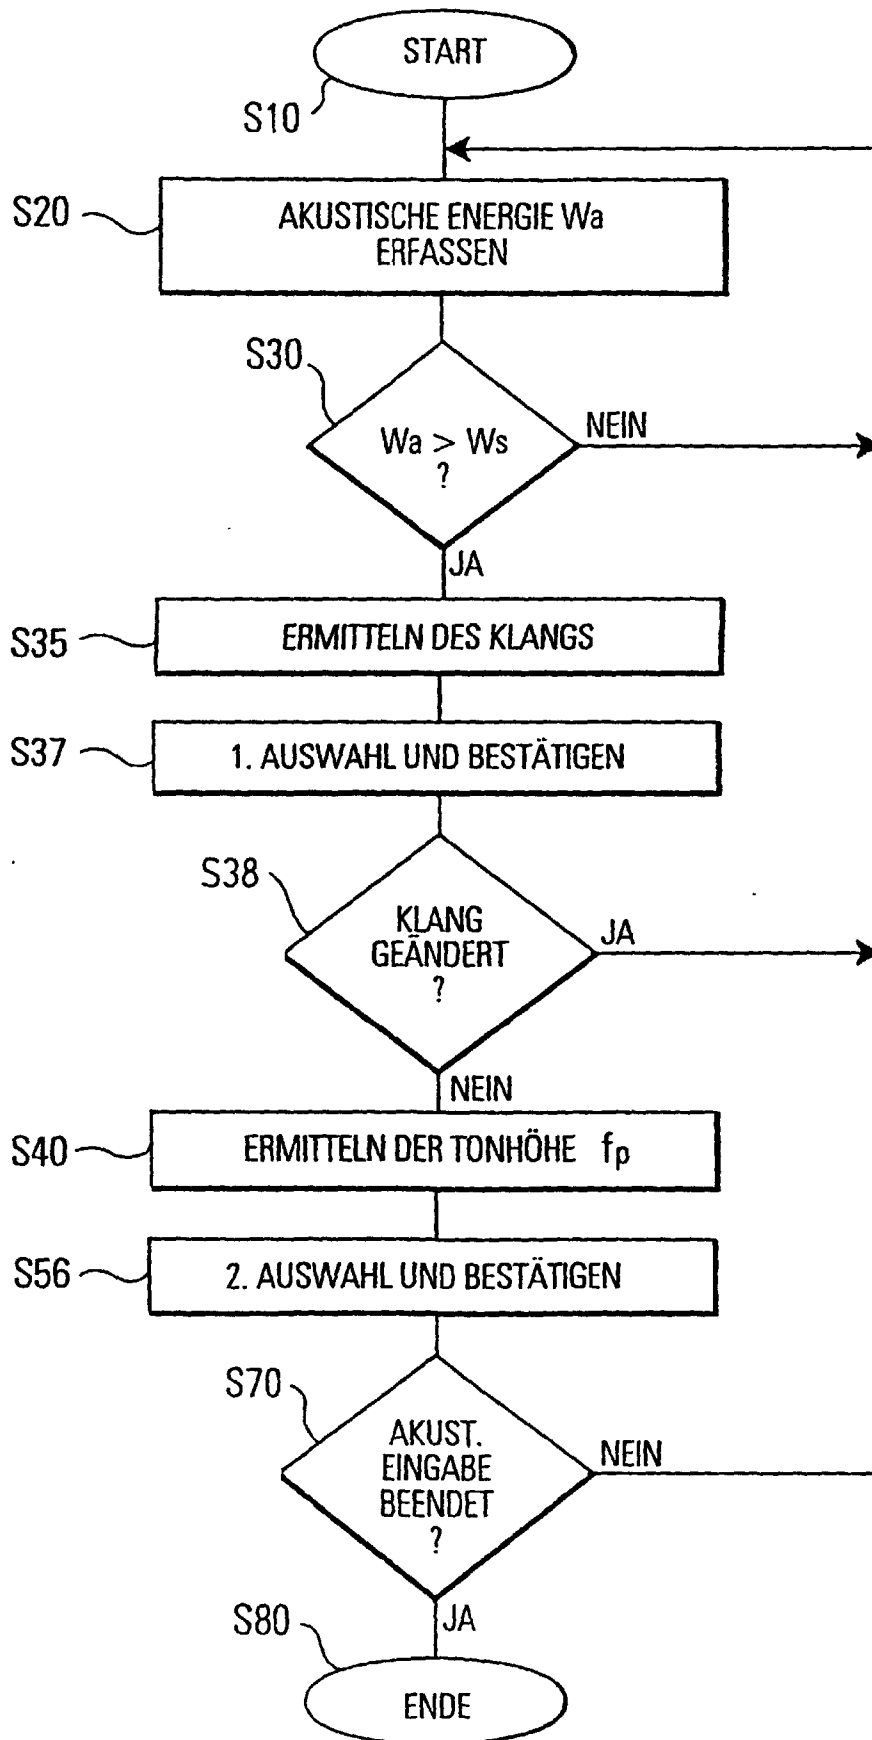 START
S10
S20
AKUSTISCHE ENERGIE Wa
ERFASSEN
S30
Wa > Ws
?
NEIN
JA
S35
ERMITTELN DES KLANGS
S37
1. AUSWAHL UND BESTÄTIGEN
S38
KLANG
GEÄNDERT
?
JA
NEIN
S40
ERMITTELN DER TONHÖHE fp
S56
2. AUSWAHL UND BESTÄTIGEN
S70
AKUST.
EINGABE
BEENDET
?
NEIN
JA
S80
ENDE